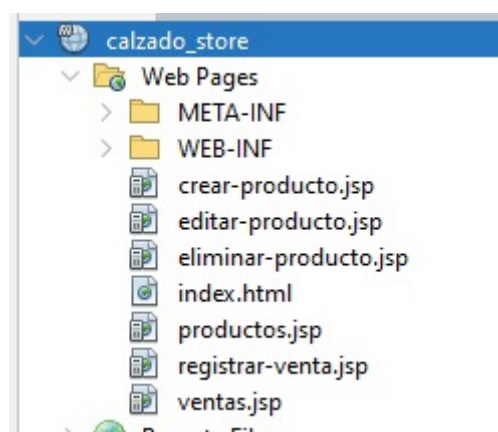 calzado_store
Web Pages
META-INF
WEB-INF
crear-producto.jsp
editar-producto.jsp
eliminar-producto.jsp
index.html
productos.jsp
registrar-venta.jsp
ventas.jsp